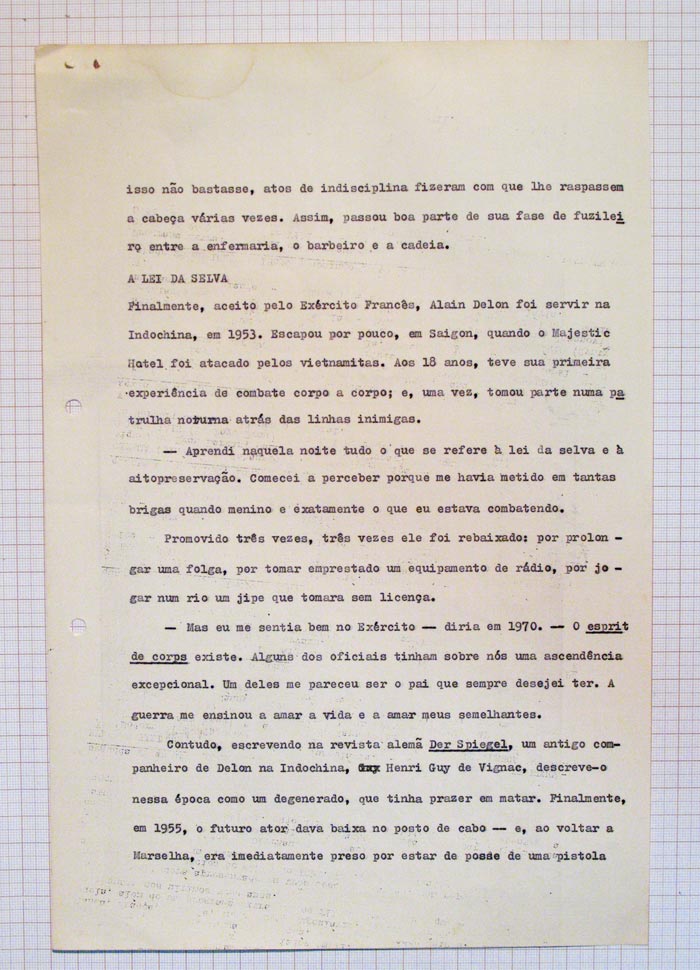 isso não bastasse, atos de indisciplina fizeram com que lhe raspassem
a cabeça várias vezes. Assim, passou boa parte de sua fase de fuzilei
ro entre a enfermaria, o barbeiro e a cadeia.
A LEI DA SELVA
Finalmente, aceito pelo Exército Francês, Alain Delon foi servir na
Indochina, em 1953. Escapou por pouco, em Saigon, quando o Majestic
Hotel foi atacado pelos vietnamitas. Aos 18 anos, teve sua primeira
experiência de combate corpo a corpo; e, uma vez, tomou parte numa pa
trulha noturna atrás das linhas inimigas.
— Aprendi naquela noite tudo o que se refere à lei da selva e à
aitopreservação. Comecei a perceber porque me havia metido em tantas
brigas quando menino e exatamente o que eu estava combatendo.
Promovido três vezes, três vezes ele foi rebaixado: por prolon -
gar uma folga, por tomar emprestado um equipamento de rádio, por jo -
gar num rio um jipe que tomara sem licença.
— Mas eu me sentia bem no Exército — diria em 1970. — O esprit
de corps existe. Alguns dos oficiais tinham sobre nós uma ascendência
excepcional. Um deles me pareceu ser o pai que sempre desejei ter. A
guerra me ensinou a amar a vida e a amar meus semelhantes.
Contudo, escrevendo na revista alemã Der Spiegel, um antigo com-
panheiro de Delon na Indochina, Henri Guy de Vignac, descreve-o
nessa época como um degenerado, que tinha prazer em matar. Finalmente,
em 1955, o futuro ator dava baixa no posto de cabo — e, ao voltar a
Marselha, era imediatamente preso por estar de posse de uma pistola